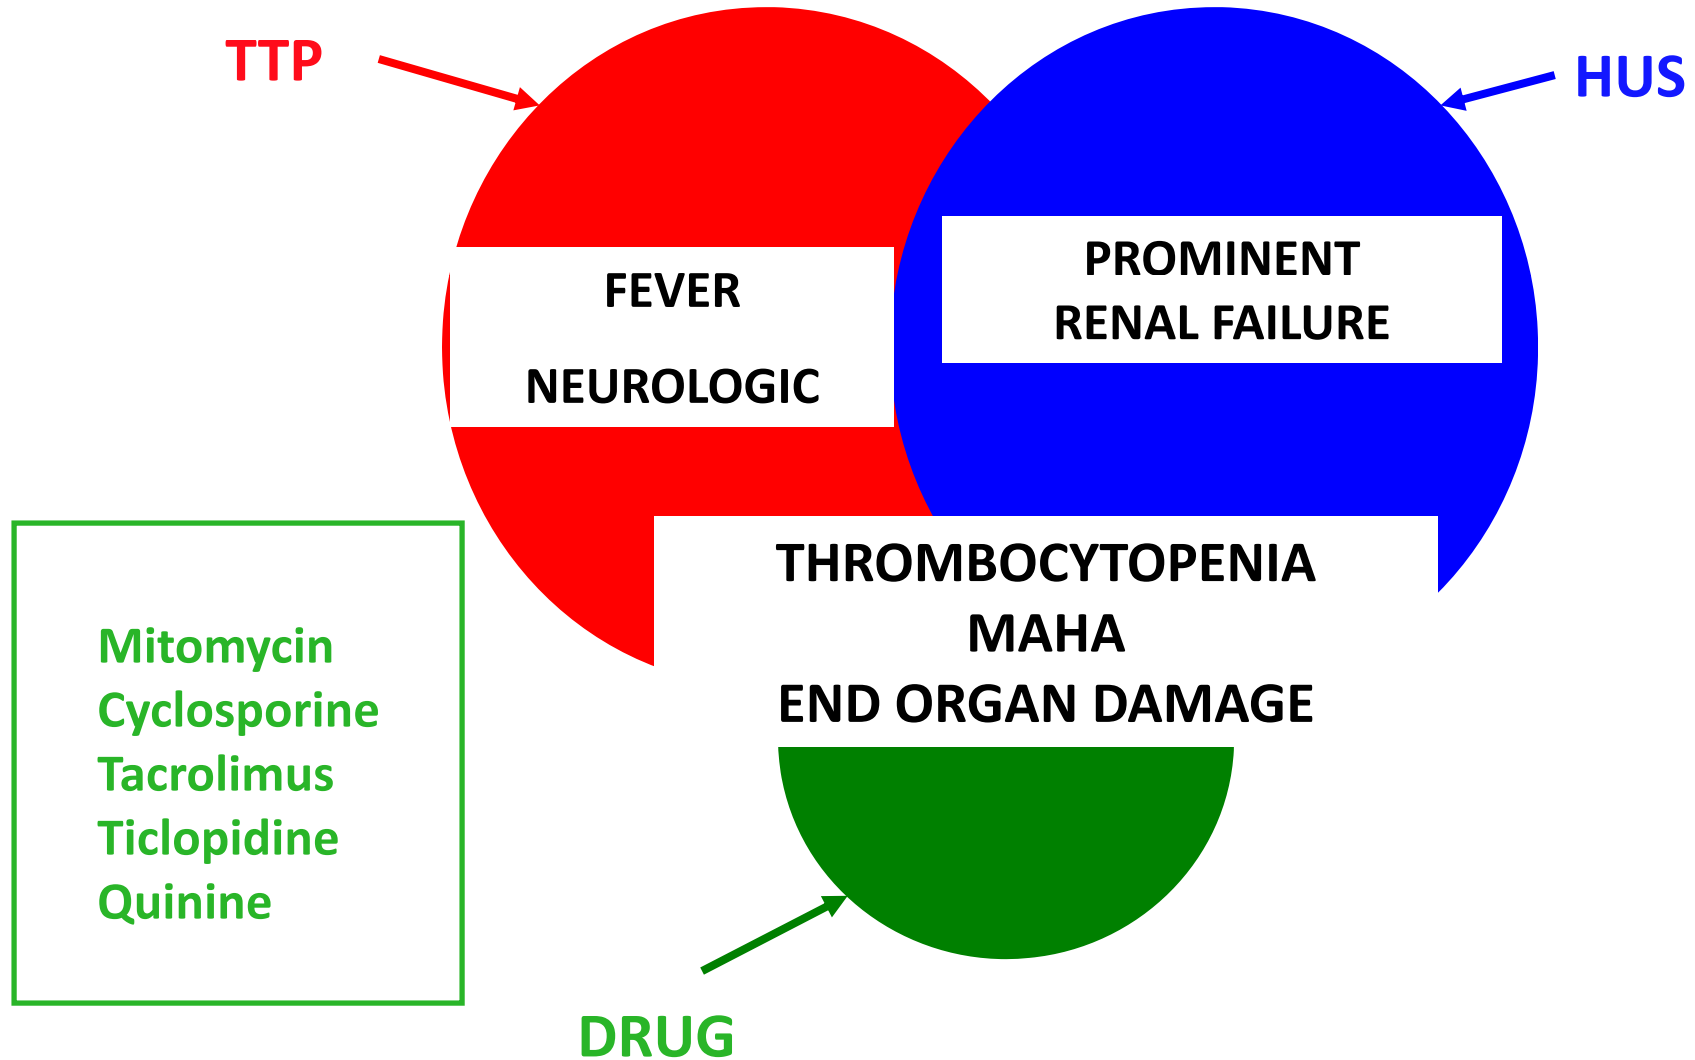 TTP
HUS
FEVER
NEUROLOGIC
PROMINENT
RENAL FAILURE
THROMBOCYTOPENIA
MAHA
END ORGAN DAMAGE
Mitomycin
Cyclosporine
Tacrolimus
Ticlopidine
Quinine
DRUG